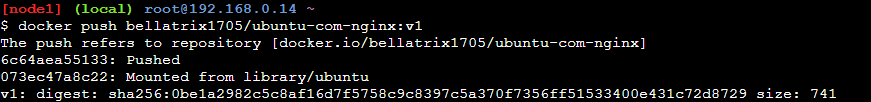 [node1] (local) root@192.168.0.14 ~
$ docker push bellatrix1705/ubuntu-com-nginx:v1
The push refers to repository [docker.io/bellatrix1705/ubuntu-com-nginx]
6c64aea55133: Pushed
073ec47a8c22: Mounted from library/ubuntu
v1: digest: sha256:0be1a2982c5c8af16d7f5758c9c8397c5a370f7356ff51533400e431c72d8729 size: 741